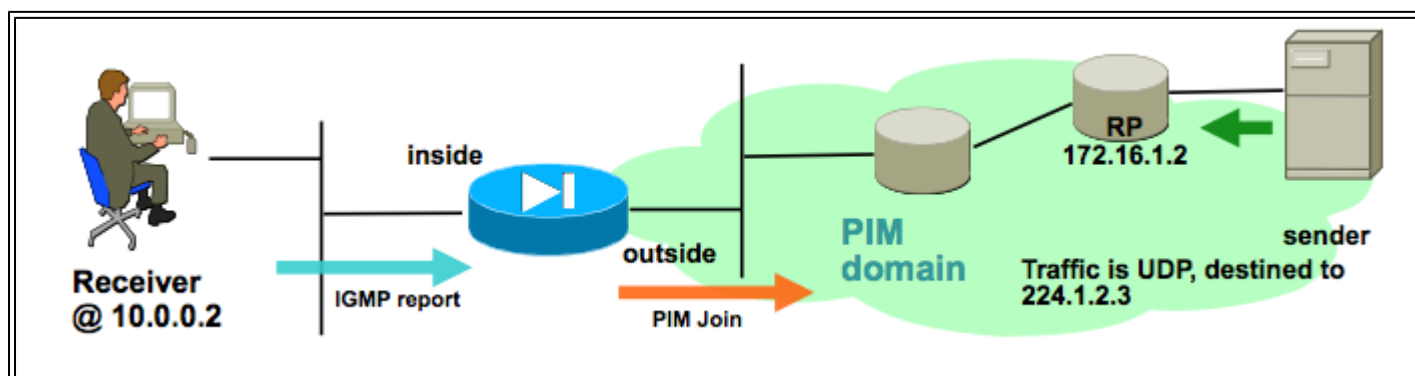 Receiver
@ 10.0.0.2
inside
IGMP report
outside
PIM Join
PIM
domain
RP
172.16.1.2
sender
Traffic is UDP, destined to
224.1.2.3